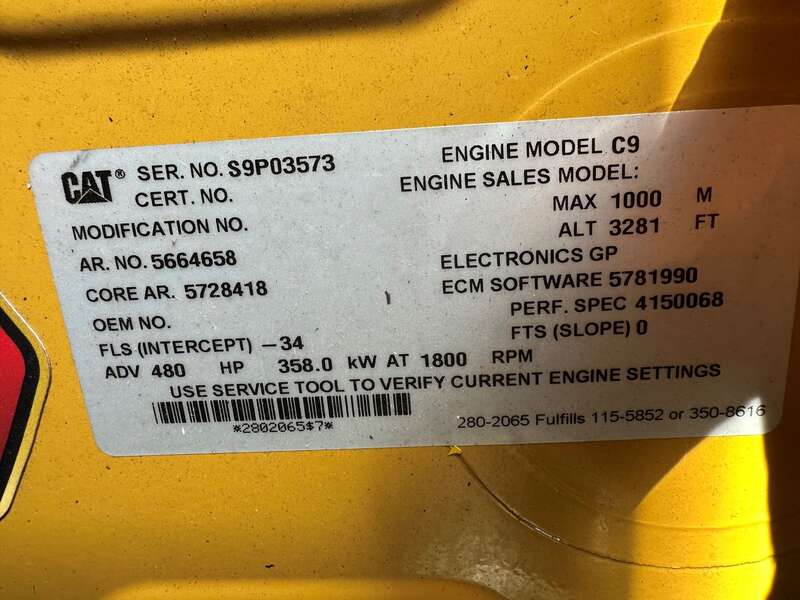 CAT® SER. NO. S9P03573 ENGINE MODEL C9
CERT. NO. ENGINE SALES MODEL:
MODIFICATION NO. MAX 1000 M
ALT 3281 FT
AR. NO. 5664658 ELECTRONICS GP
CORE AR. 5728418 ECM SOFTWARE 5781990
OEM NO. PERF. SPEC 4150068
FLS (INTERCEPT) -34 FTS (SLOPE) 0
ADV 480 HP 358.0 kW AT 1800 RPM
USE SERVICE TOOL TO VERIFY CURRENT ENGINE SETTINGS
*2802065$7* 280-2065 Fulfills 115-5852 or 350-8616